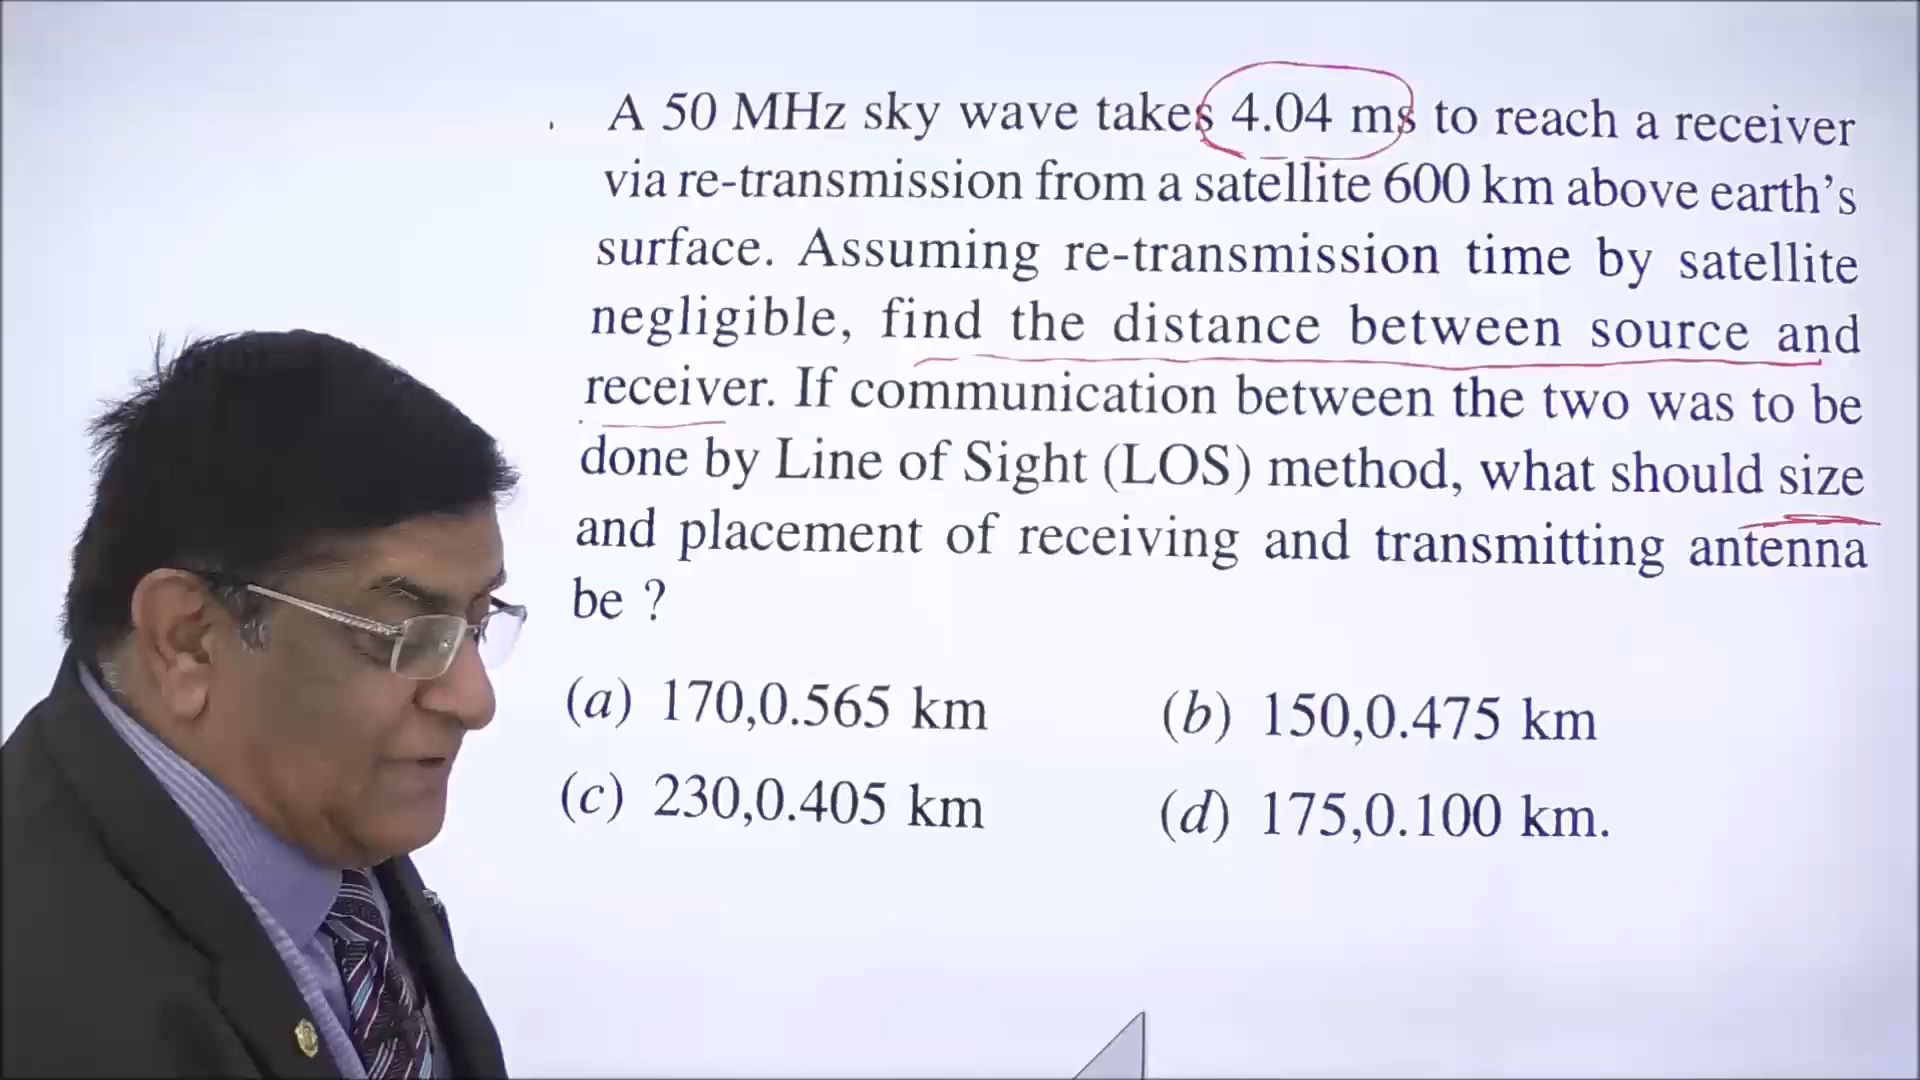 A 50 MHz sky wave takes 4.04 ms to reach a receiver
via re-transmission from a satellite 600 km above earth's
surface. Assuming re-transmission time by satellite
negligible, find the distance between source and
receiver. If communication between the two was to be
done by Line of Sight (LOS) method, what should size
and placement of receiving and transmitting antenna
be ?
(a) 170,0.565 km (b) 150,0.475 km
(c) 230,0.405 km (d) 175,0.100 km.